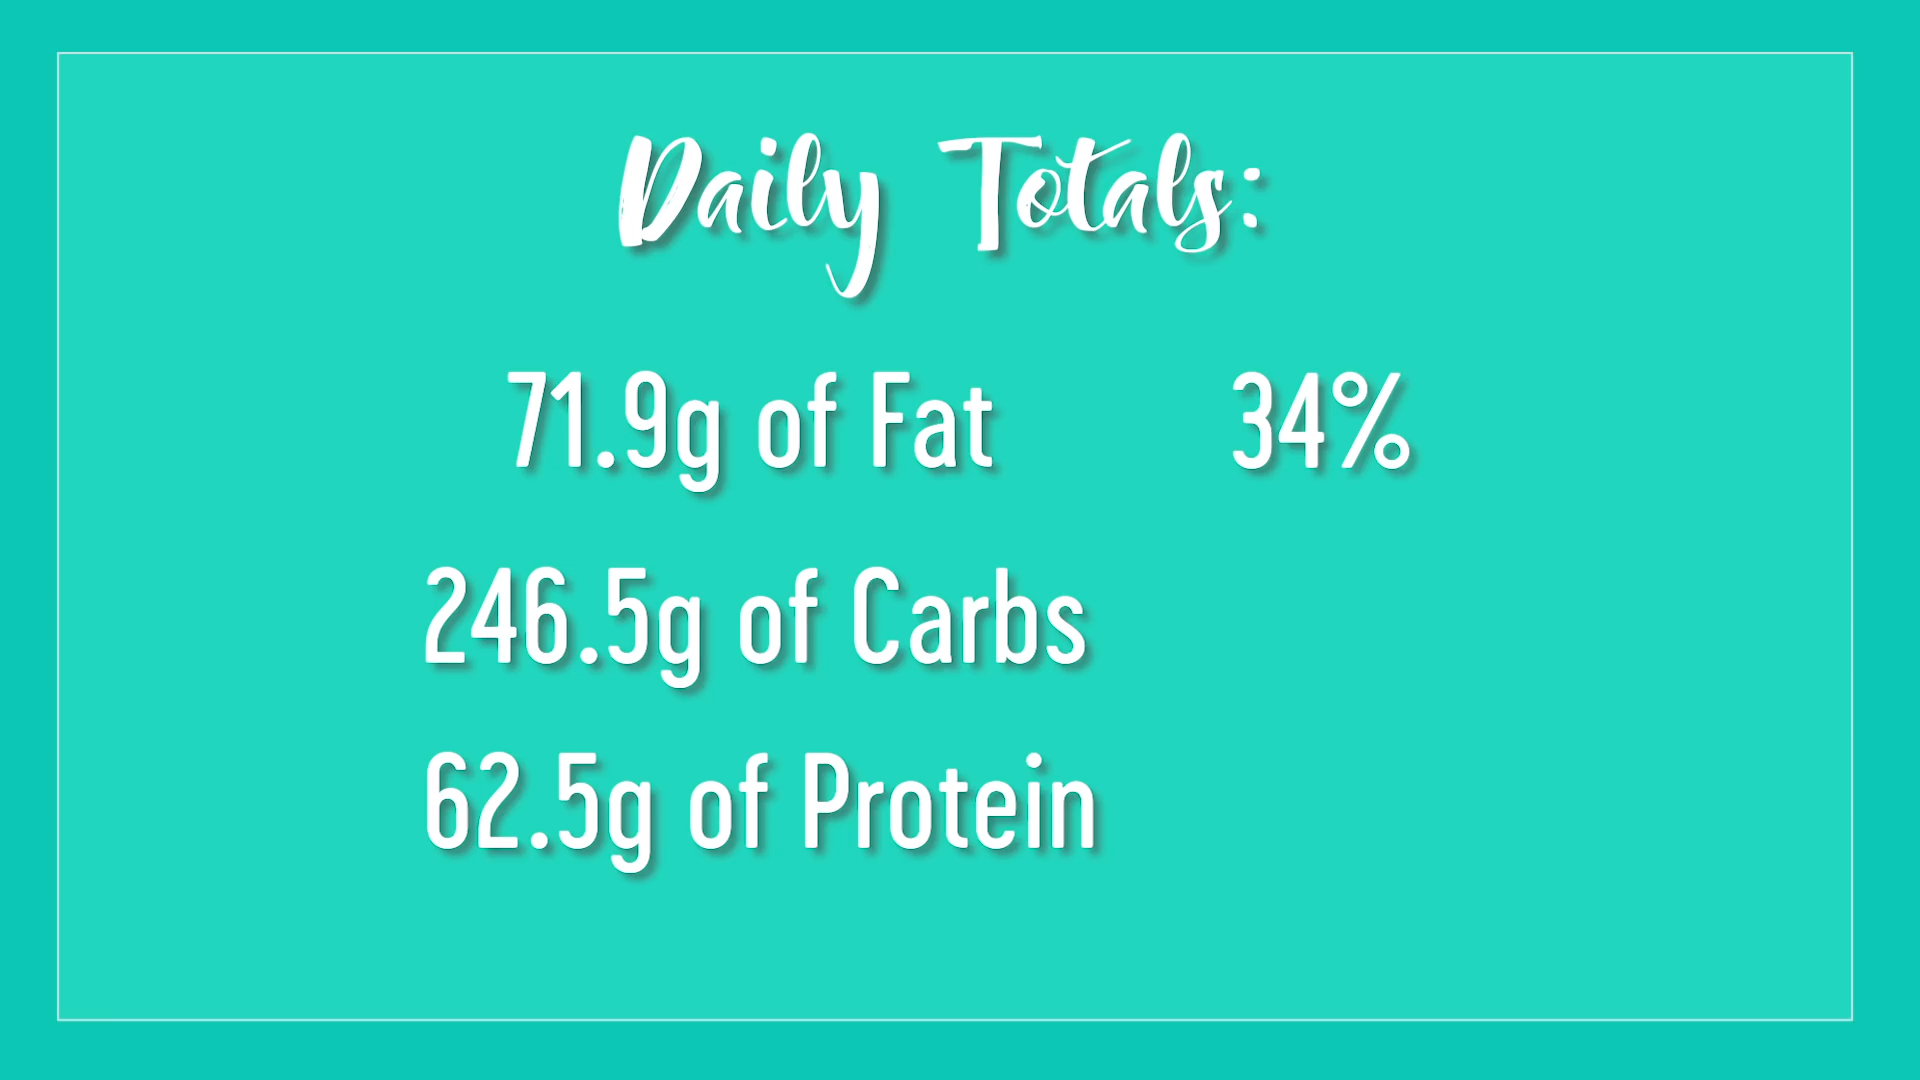 Daily Totals:
71.9g of Fat 34%
246.5g of Carbs
62.5g of Protein